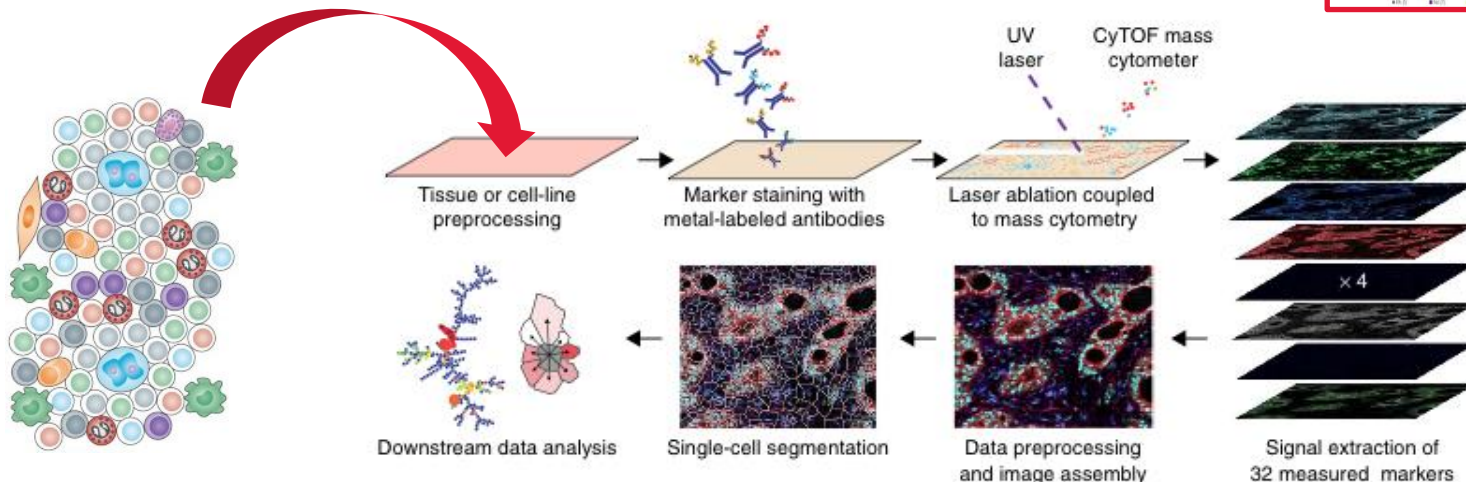 UV
laser
CyTOF mass
cytometer
Tissue or cell-line
preprocessing
Marker staining with
metal-labeled antibodies
Laser ablation coupled
to mass cytometry
× 4
Downstream data analysis
Single-cell segmentation
Data preprocessing
and image assembly
Signal extraction of
32 measured markers